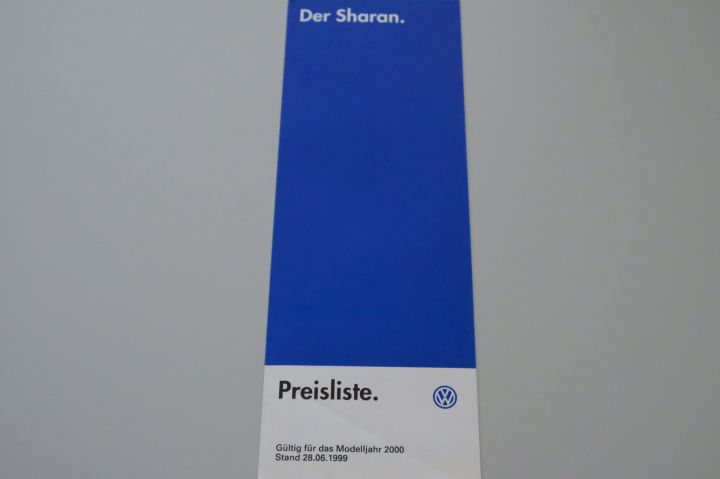 Der Sharan.
Preisliste.
Gültig für das Modelljahr 2000
Stand 28.06.1999